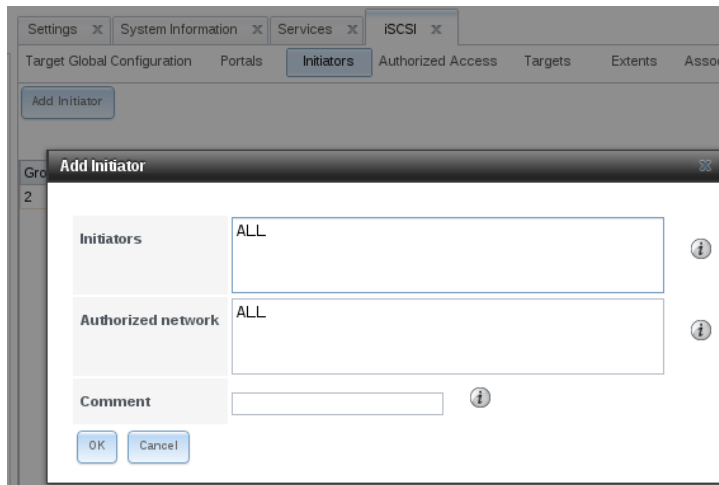 Settings System Information Services iSCSI
Target Global Configuration Portals Initiators Authorized Access Targets Extents
Add Initiator
Add Initiator
2
Initiators ALL
Authorized network ALL
Comment
OK Cancel